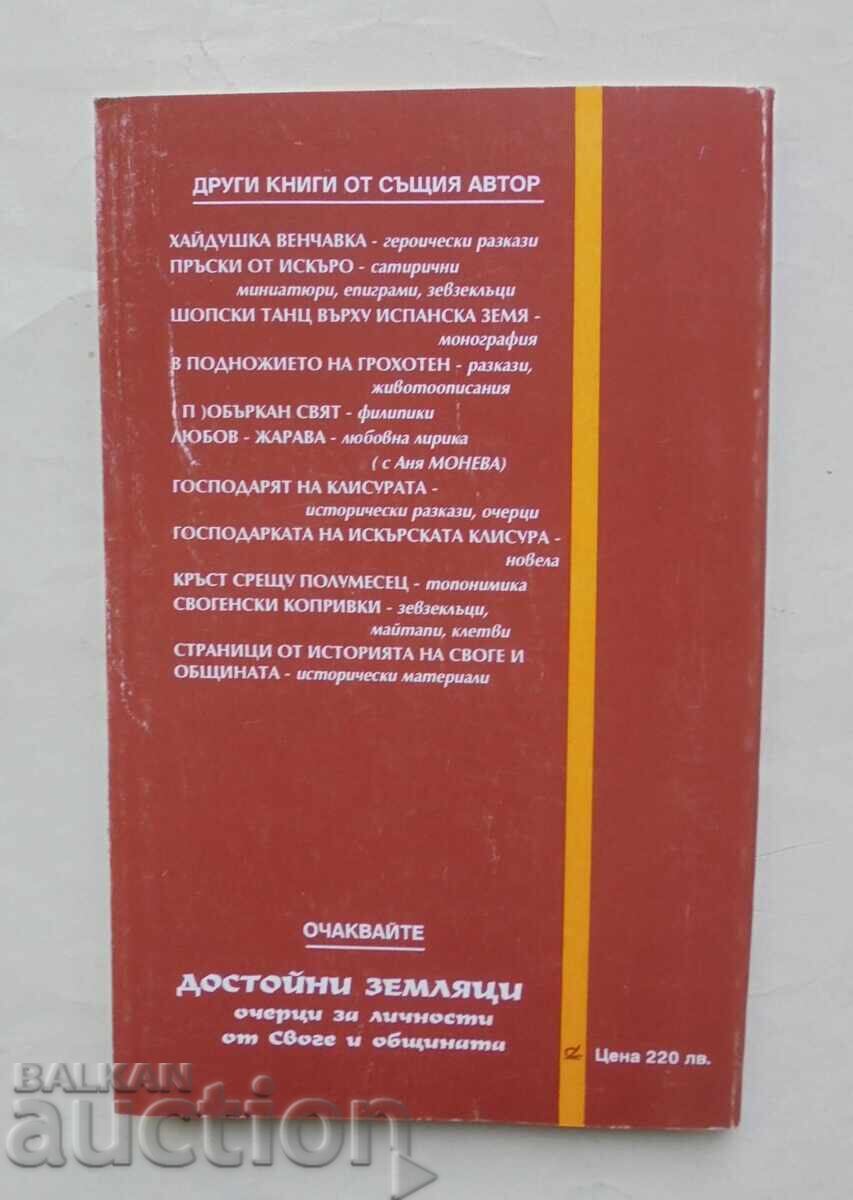 ДРУГИ КНИГИ ОТ СЪЩИЯ АВТОР
ХАЙДУШКА ВЕНЧАВКА - героически разкази
ПРЪСКИ ОТ ИСКЪРО - сатирични
миниатюри, епиграми, зевзекльци
ШОПСКИ ТАНЦ ВЪРХУ ИСПАНСКА ЗЕМЯ -
монография
В ПОДНОЖИЕТО НА ГРОХОТЕН - разкази,
животоописания
( П )ОБЪРКАН СВЯТ - филипики
ЛЮБОВ - ЖАРАВА - любовна лирика
( с Аня МОНЕВА)
ГОСПОДАРЯТ НА КЛИСУРАТА -
исторически разкази, очерци
ГОСПОДАРКАТА НА ИСКЪРСКАТА КЛИСУРА -
новела
КРЪСТ СРЕЩУ ПОЛУМЕСЕЦ - топонимика
СВОГЕНСКИ КОПРИВКИ - зевзекльци,
майтапи, клетви
СТРАНИЦИ ОТ ИСТОРИЯТА НА СВОГЕ И
ОБЩИНАТА - исторически материали
ОЧАКВАЙТЕ
ДОСТОЙНИ ЗЕМЛЯЦИ
очерци за личности
от Своге и общината
Цена 220 лв.
BALKAN
auction